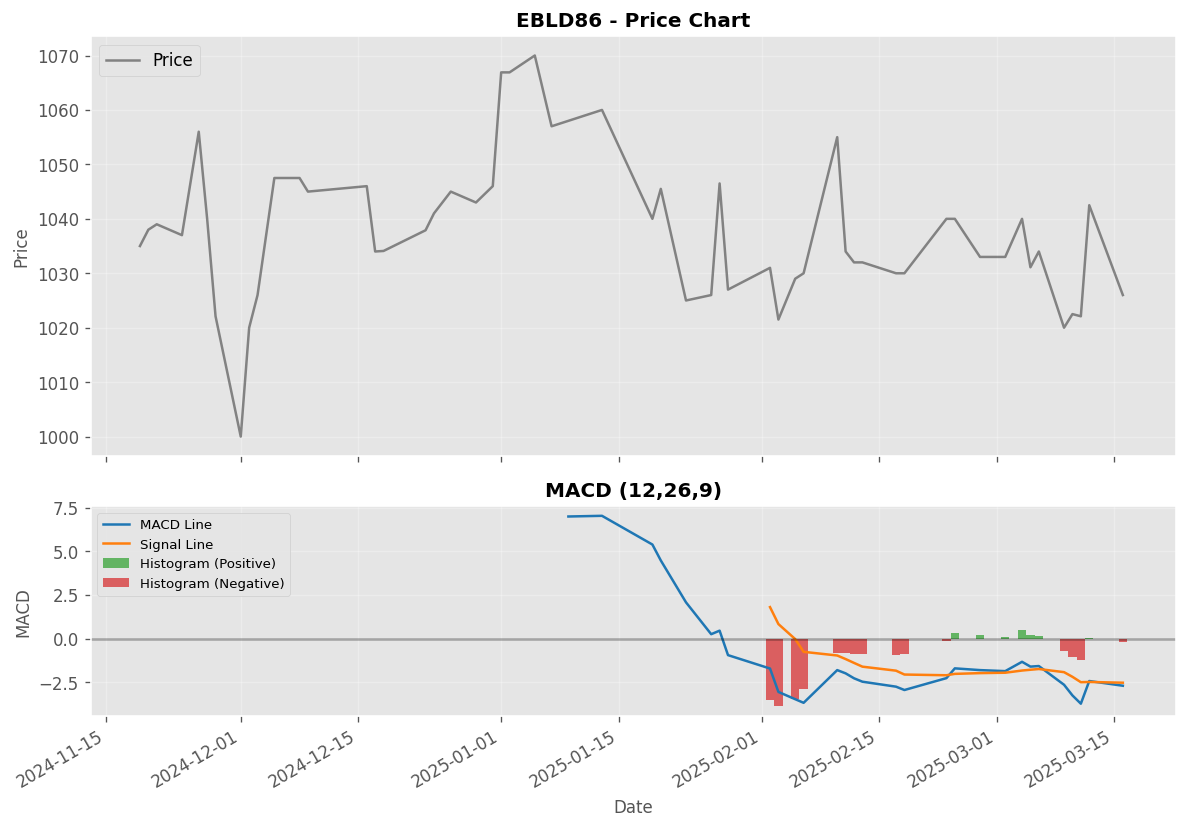 EBLD86 - Price Chart
Price
1070
1060
1050
1040
1030
1020
1010
1000
Price
MACD (12,26,9)
MACD Line
Signal Line
Histogram (Positive)
Histogram (Negative)
7.5
5.0
2.5
0.0
−2.5
MACD
2024-11-15
2024-12-01
2024-12-15
2025-01-01
2025-01-15
2025-02-01
2025-02-15
2025-03-01
2025-03-15
Date